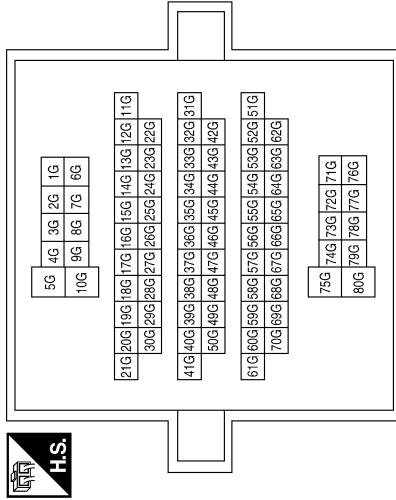 H.S.
5G 4G 3G 2G 1G
10G 9G 8G 7G 6G
21G 20G 19G 18G 17G 16G 15G 14G 13G 12G 11G
30G 29G 28G 27G 26G 25G 24G 23G 22G
41G 40G 39G 38G 37G 36G 35G 34G 33G 32G 31G
50G 49G 48G 47G 46G 45G 44G 43G 42G
61G 60G 59G 58G 57G 56G 55G 54G 53G 52G 51G
70G 69G 68G 67G 66G 65G 64G 63G 62G
75G 74G 73G 72G 71G
80G 79G 78G 77G 76G